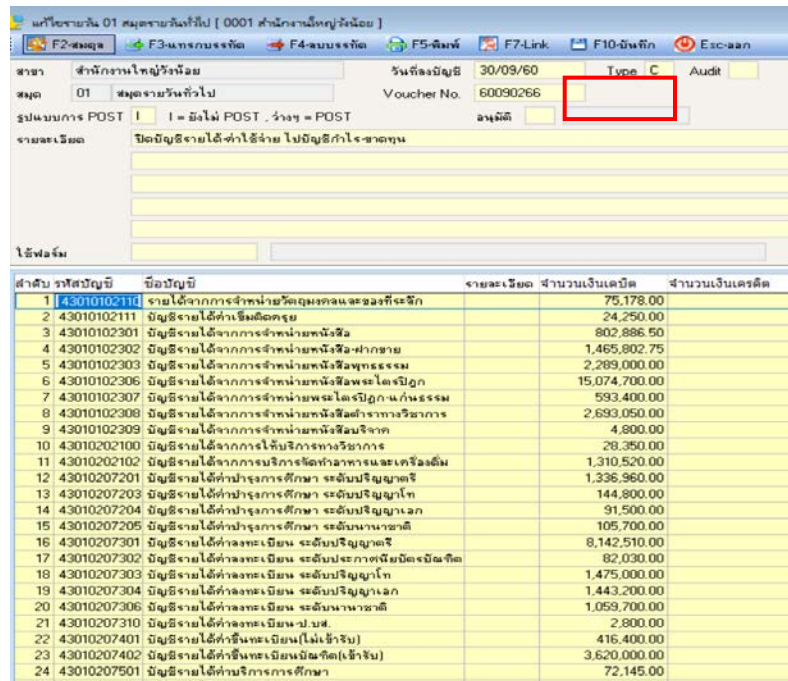 แก้ไขรายวัน 01 สมุดรายวันทั่วไป [ 0001 สำนักงานใหญ่วังน้อย ]
F2-สมุด F3-แทรกบรรทัด F4-ลบบรรทัด F5-พิมพ์ F7-Link F10-บันทึก Esc-ออก
สาขา สำนักงานใหญ่วังน้อย วันที่ลงบัญชี 30/09/60 Type C Audit
สมุด 01 สมุดรายวันทั่วไป Voucher No. 60090266
รูปแบบการ POST I I = ยังไม่ POST , ว่างๆ = POST อนุมัติ
รายละเอียด ปิดบัญชีรายได้-ค่าใช้จ่าย ไปบัญชีกำไร-ขาดทุน
ใช้ฟอร์ม
ลำดับ รหัสบัญชี ชื่อบัญชี รายละเอียด จำนวนเงินเดบิต จำนวนเงินเครดิต
1 43010102110 รายได้จากการจำหน่ายวัตถุมงคลและของที่ระลึก 75,178.00
2 43010102111 บัญชีรายได้ค่าเข็มติดครุย 24,250.00
3 43010102301 บัญชีรายได้จากการจำหน่ายหนังสือ 802,886.50
4 43010102302 บัญชีรายได้จากการจำหน่ายหนังสือ-ฝากขาย 1,465,802.75
5 43010102303 บัญชีรายได้จากการจำหน่ายหนังสือพุทธธรรม 2,289,000.00
6 43010102306 บัญชีรายได้จากการจำหน่ายหนังสือพระไตรปิฎก 15,074,700.00
7 43010102307 บัญชีรายได้จากการจำหน่ายพระไตรปิฎก-แก่นธรรม 593,400.00
8 43010102308 บัญชีรายได้จากการจำหน่ายหนังสือตำราทางวิชาการ 2,693,050.00
9 43010102309 บัญชีรายได้จากการจำหน่ายหนังสือบริจาค 4,800.00
10 43010202100 บัญชีรายได้จากการให้บริการทางวิชาการ 28,350.00
11 43010202102 บัญชีรายได้จากการบริการจัดทำอาหารและเครื่องดื่ม 1,310,520.00
12 43010207201 บัญชีรายได้ค่าบำรุงการศึกษา ระดับปริญญาตรี 1,336,960.00
13 43010207203 บัญชีรายได้ค่าบำรุงการศึกษา ระดับปริญญาโท 144,800.00
14 43010207204 บัญชีรายได้ค่าบำรุงการศึกษา ระดับปริญญาเอก 91,500.00
15 43010207205 บัญชีรายได้ค่าบำรุงการศึกษา ระดับนานาชาติ 105,700.00
16 43010207301 บัญชีรายได้ค่าลงทะเบียน ระดับปริญญาตรี 8,142,510.00
17 43010207302 บัญชีรายได้ค่าลงทะเบียน ระดับประกาศนียบัตรบัณฑิต 82,030.00
18 43010207303 บัญชีรายได้ค่าลงทะเบียน ระดับปริญญาโท 1,475,000.00
19 43010207304 บัญชีรายได้ค่าลงทะเบียน ระดับปริญญาเอก 1,443,200.00
20 43010207306 บัญชีรายได้ค่าลงทะเบียน ระดับนานาชาติ 1,059,700.00
21 43010207310 บัญชีรายได้ค่าลงทะเบียน-ป.บส. 2,800.00
22 43010207401 บัญชีรายได้ค่าขึ้นทะเบียน(ไม่เข้ารับ) 416,400.00
23 43010207402 บัญชีรายได้ค่าขึ้นทะเบียนบัณฑิต(เข้ารับ) 3,620,000.00
24 43010207501 บัญชีรายได้ค่าบริการการศึกษา 72,145.00